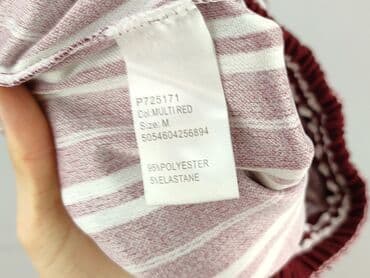 P725171
Col.MULTI RED
Size: M
5054604256894
95%POLYESTER
5%ELASTANE